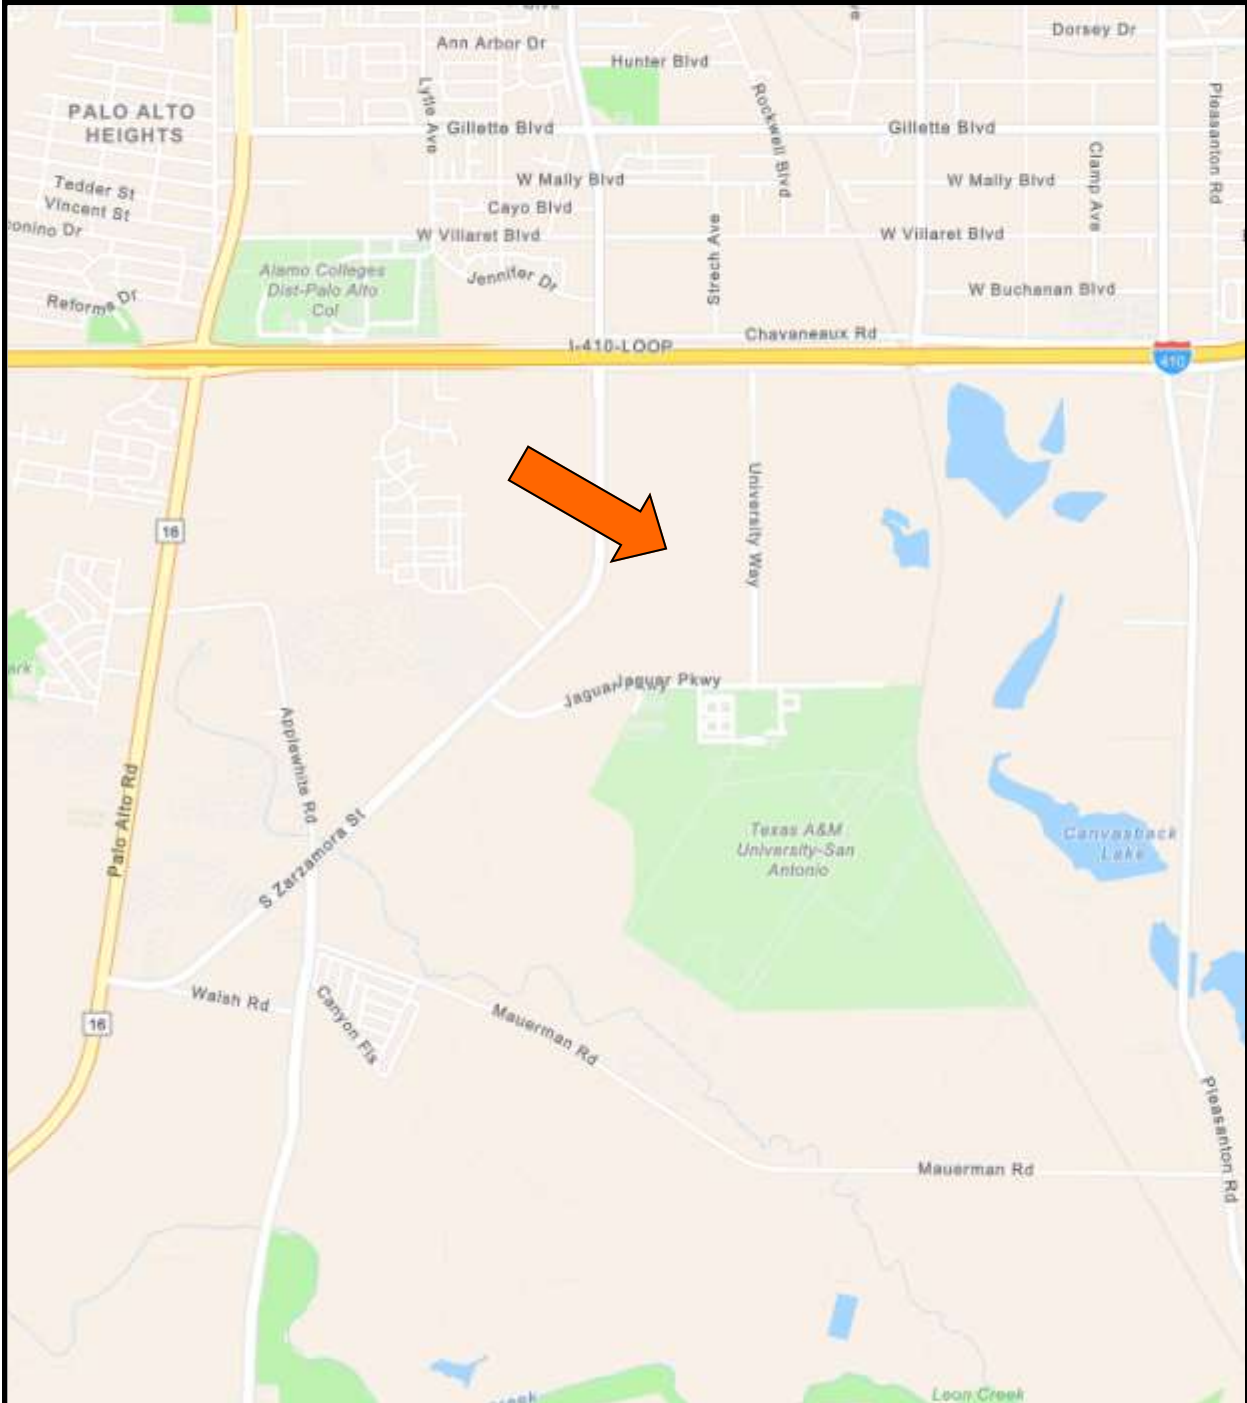 Blvd
Dorsey Dr
Ann Arbor Dr
Hunter Blvd
PALO ALTO
HEIGHTS
Lytle Ave
Rockwell Blvd
Pleasanton Rd
Gillette Blvd
Gillette Blvd
Clamp Ave
Tedder St
Vincent St
W Mally Blvd
W Mally Blvd
Cayo Blvd
W Villaret Blvd
W Villaret Blvd
Strech Ave
Alamo Colleges
Dist-Palo Alto
Col
Jennifer Dr
Reforma Dr
W Buchanan Blvd
Chavaneaux Rd
I-410-LOOP
410
16
University Way
Jaguar Pkwy
Jaguar Pkwy
Applewhite Rd
Palo Alto Rd
S Zarzamora St
Texas A&M
University-San
Antonio
Canvasback
Lake
Walsh Rd
Canyon Fls
16
Mauerman Rd
Mauerman Rd
Pleasanton Rd
Leon Creek